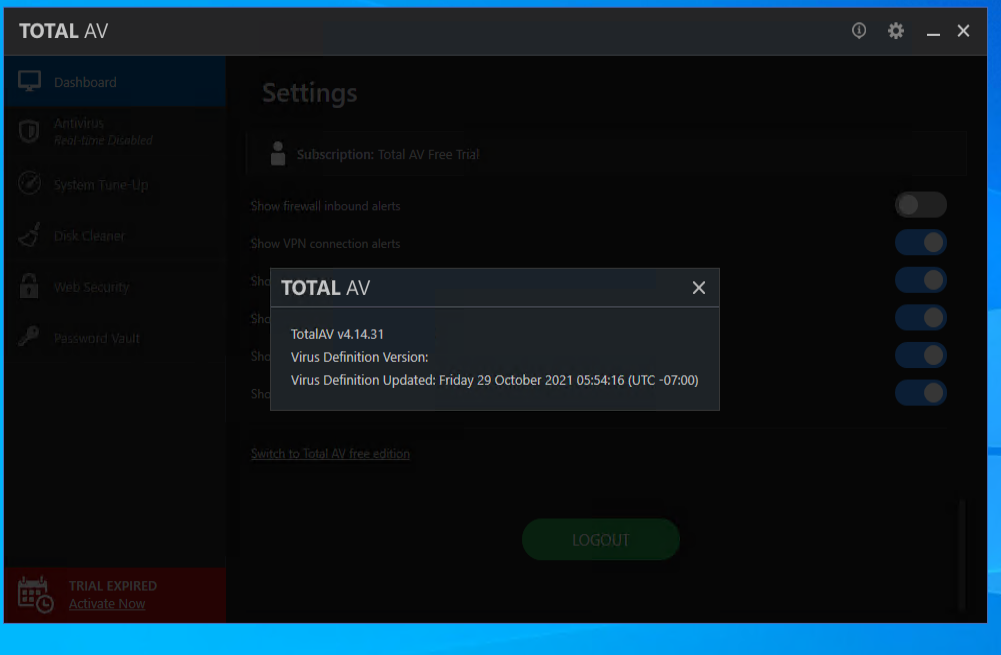 TOTAL AV
Dashboard
Settings
Antivirus
Real-time Disabled
Subscription: Total AV Free Trial
System Tune-Up
Show firewall inbound alerts
Disk Cleaner
Show VPN connection alerts
Web Security
Sho
TOTAL AV
TotalAV v4.14.31
Sho
Password Vault
Virus Definition Version:
Sho
Virus Definition Updated: Friday 29 October 2021 05:54:16 (UTC -07:00)
Sho
Switch to Total AV free edition
LOGOUT
TRIAL EXPIRED
Activate Now